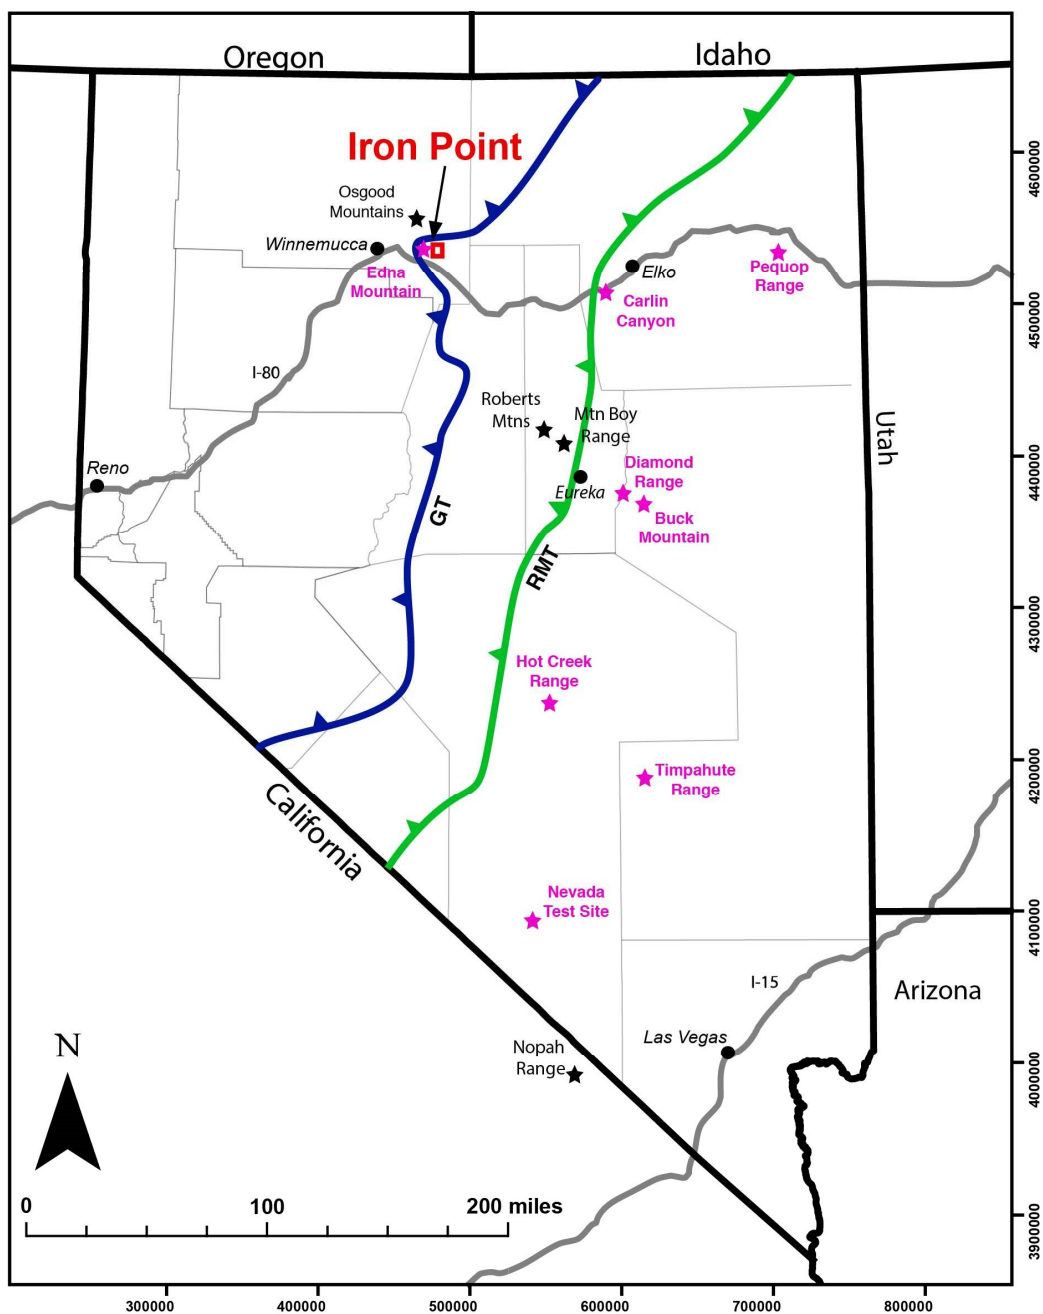 Oregon
Idaho
Iron Point
Osgood
Mountains
Winnemucca
Edna
Mountain
Elko
Pequop
Range
Carlin
Canyon
I-80
Roberts
Mtns
Mtn Boy
Range
Utah
Reno
Diamond
Range
Eureka
GT
Buck
Mountain
RMT
Hot Creek
Range
Timpahute
Range
California
Nevada
Test Site
I-15
Arizona
Las Vegas
Nopah
Range
N
0
100
200 miles
4600000
4500000
4400000
4300000
4200000
4100000
4000000
3900000
300000
400000
500000
600000
700000
800000